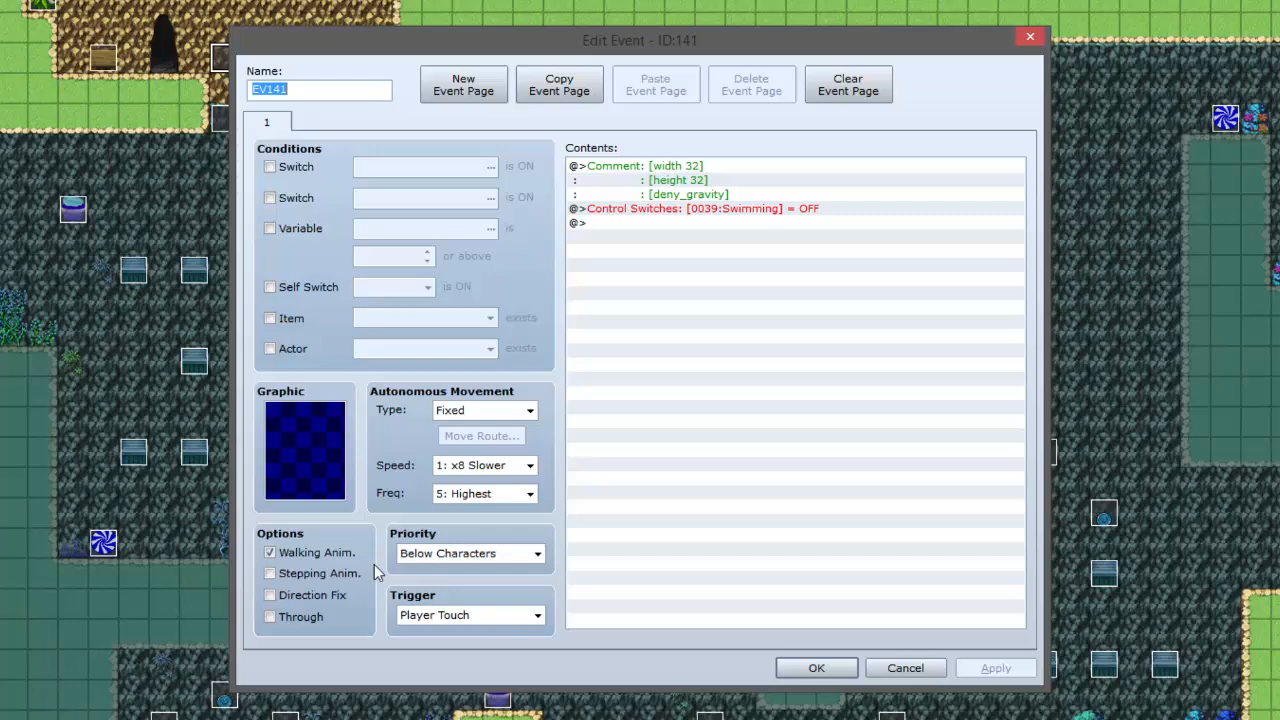 Edit Event - ID:141
Name:
EV141
New
Event Page
Copy
Event Page
Paste
Event Page
Delete
Event Page
Clear
Event Page
1
Conditions
Switch ... is ON
Switch ... is ON
Variable ... is
or above
Self Switch is ON
Item exists
Actor exists
Graphic
Autonomous Movement
Type: Fixed
Move Route...
Speed: 1: x8 Slower
Freq: 5: Highest
Options
Walking Anim.
Stepping Anim.
Direction Fix
Through
Priority
Below Characters
Trigger
Player Touch
Contents:
@>Comment: [width 32]
: : [height 32]
: : [deny_gravity]
@>Control Switches: [0039:Swimming] = OFF
@>
OK
Cancel
Apply